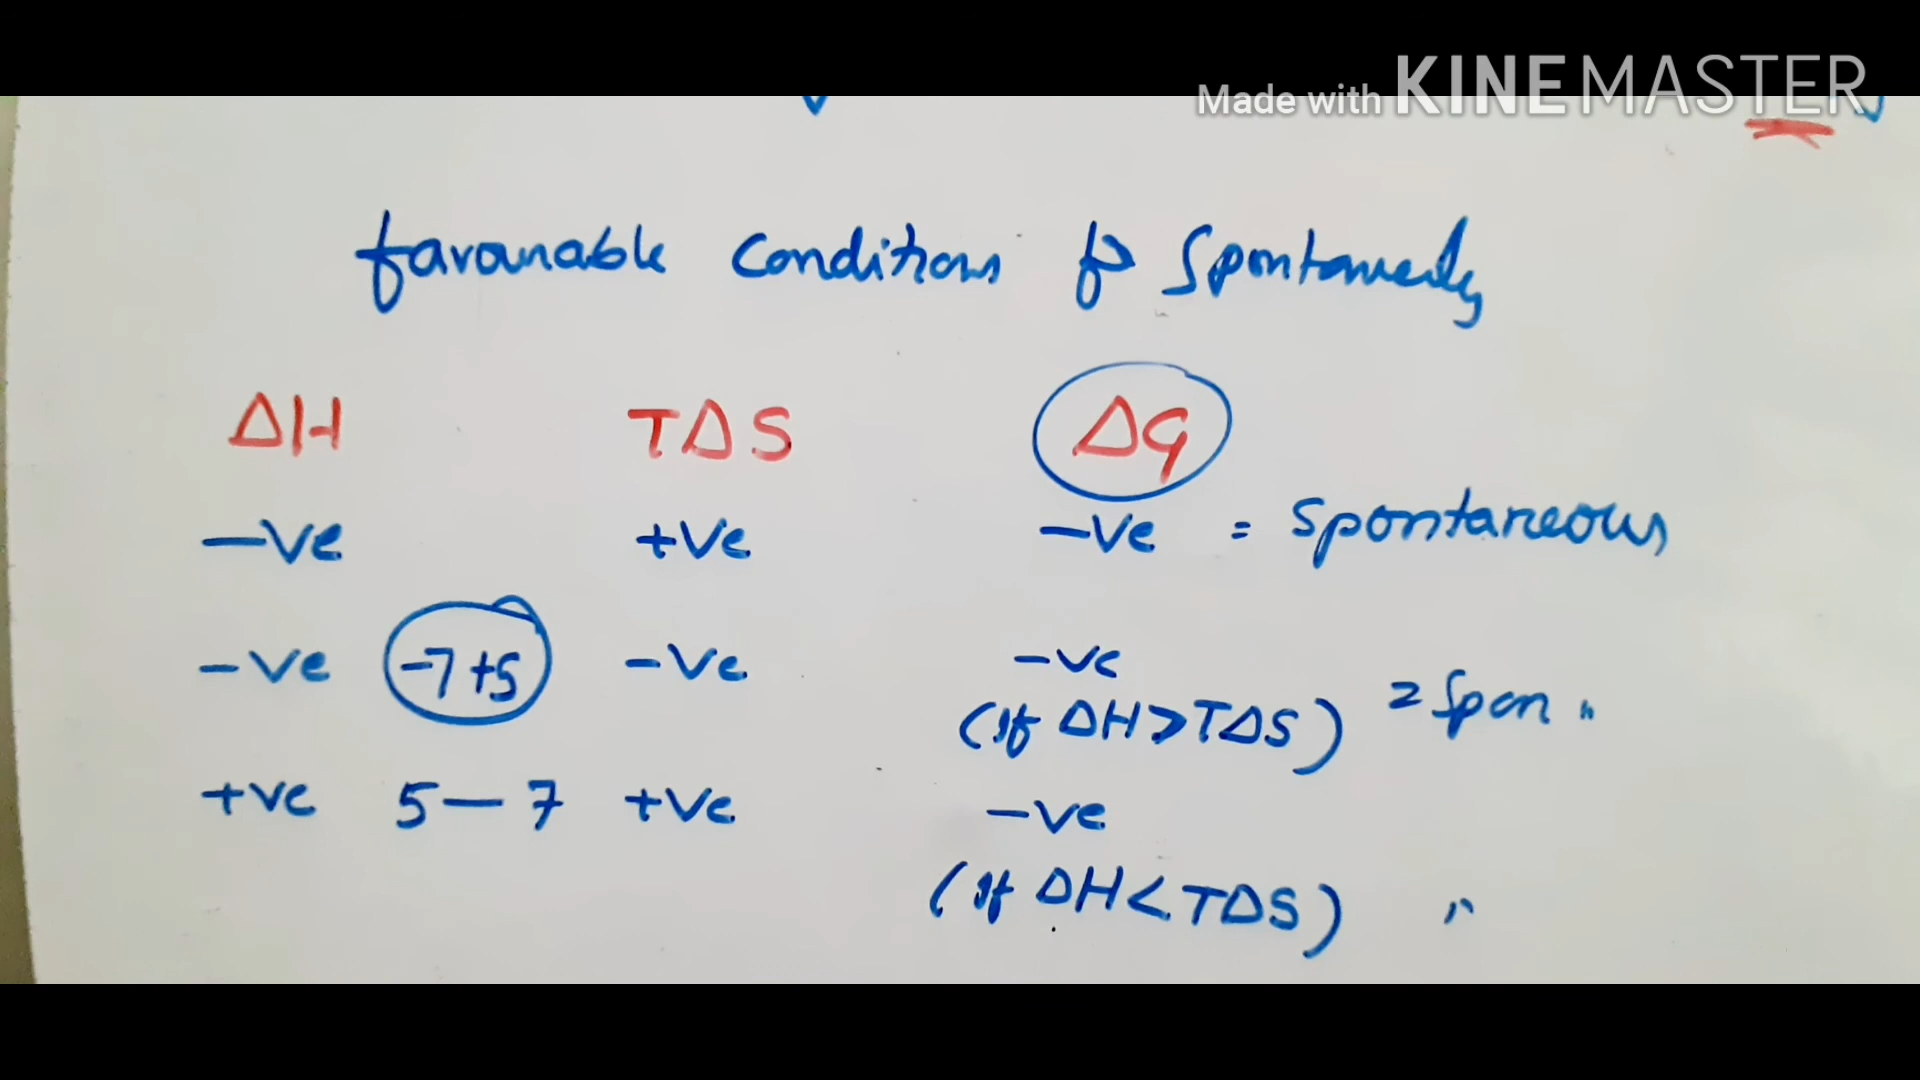 Made with KINEMASTER
favourable conditions for Spontaneity
ΔH TΔS ΔG
-ve +ve -ve = Spontaneous
-ve -7+5 -ve -ve
(If ΔH>TΔS) = Spon "
+ve 5-7 +ve -ve
(If ΔH<TΔS) "